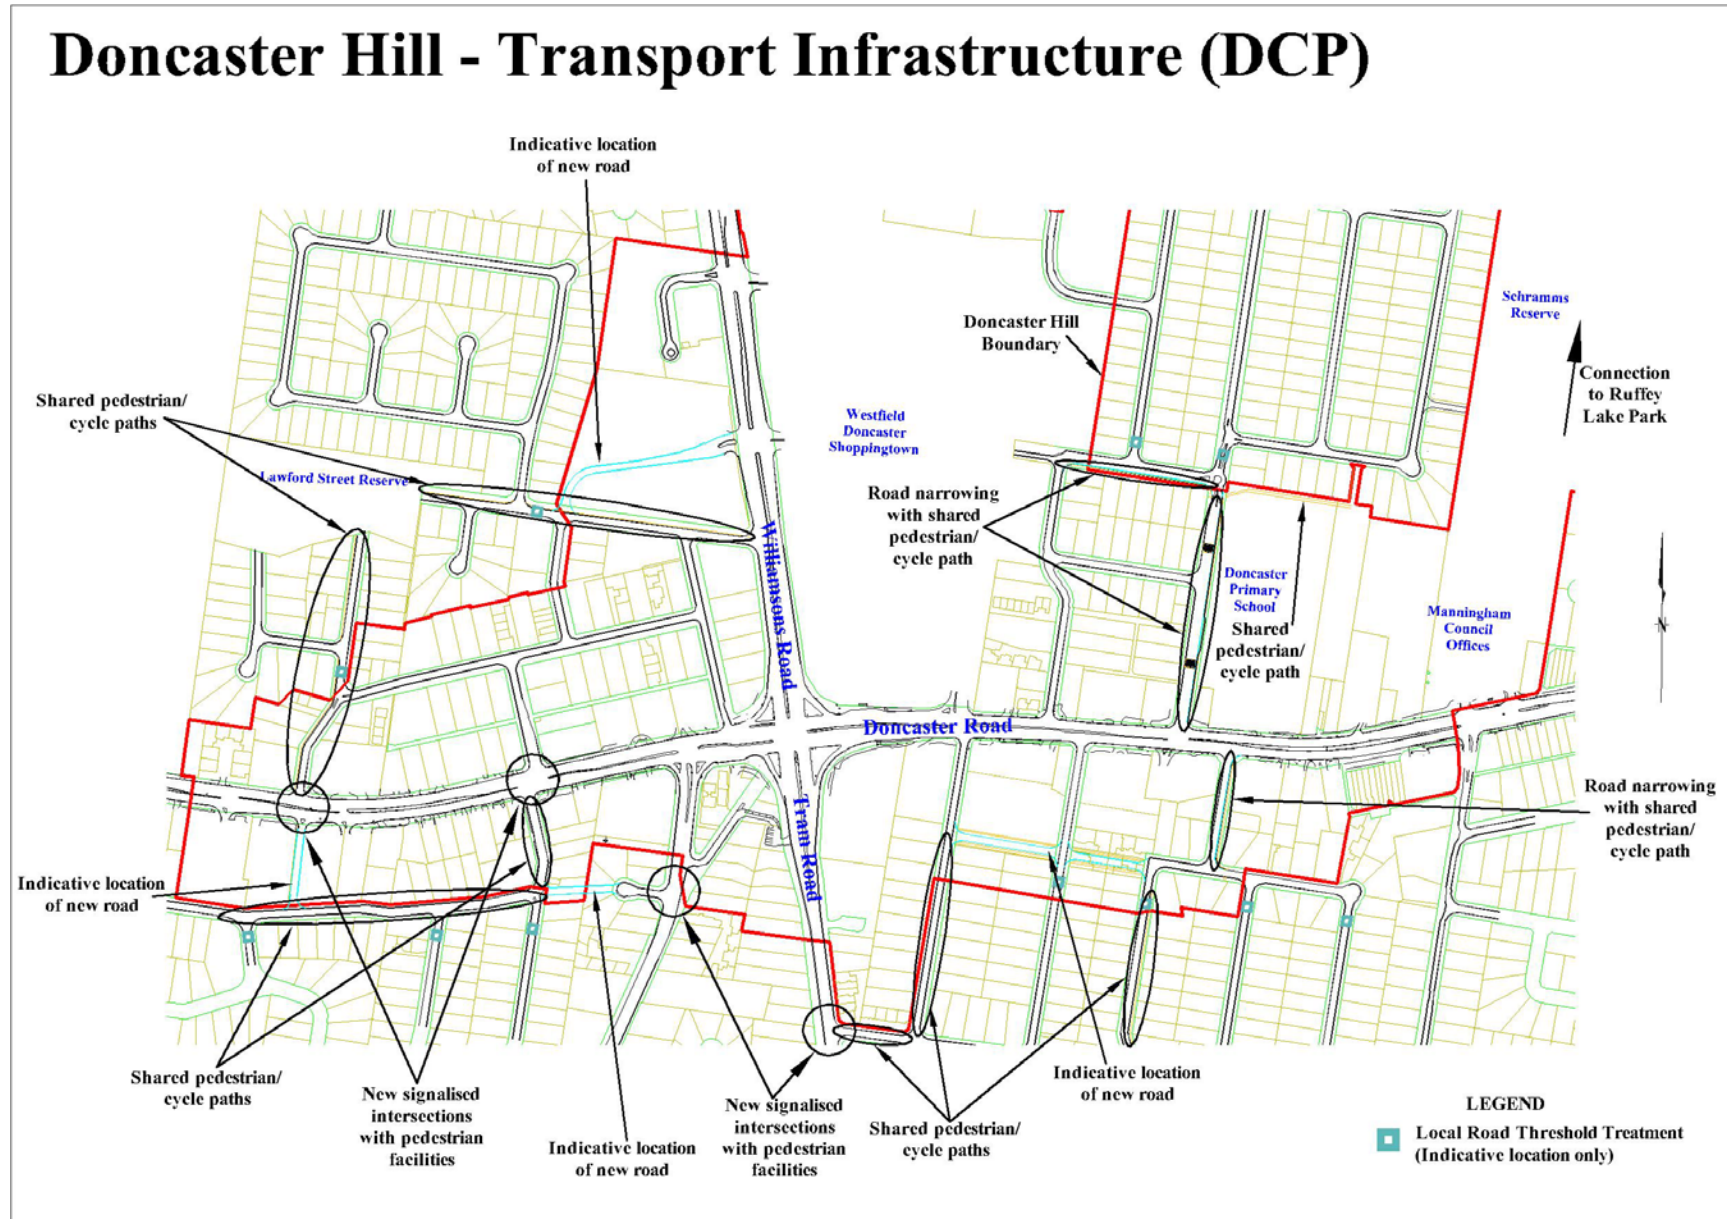 Doncaster Hill - Transport Infrastructure (DCP)
Indicative location
of new road
Schramms
Reserve
Doncaster Hill
Boundary
Connection
to Ruffey
Lake Park
Shared pedestrian/
cycle paths
Westfield
Doncaster
Shoppingtown
Lawford Street Reserve
Road narrowing
with shared
pedestrian/
cycle path
Williamsons Road
Doncaster
Primary
School
Shared
pedestrian/
cycle path
Manningham
Council
Offices
N
Doncaster Road
Tram Road
Road narrowing
with shared
pedestrian/
cycle path
Indicative location
of new road
Shared pedestrian/
cycle paths
New signalised
intersections
with pedestrian
facilities
Indicative location
of new road
New signalised
intersections
with pedestrian
facilities
Shared pedestrian/
cycle paths
Indicative location
of new road
LEGEND
Local Road Threshold Treatment
(Indicative location only)